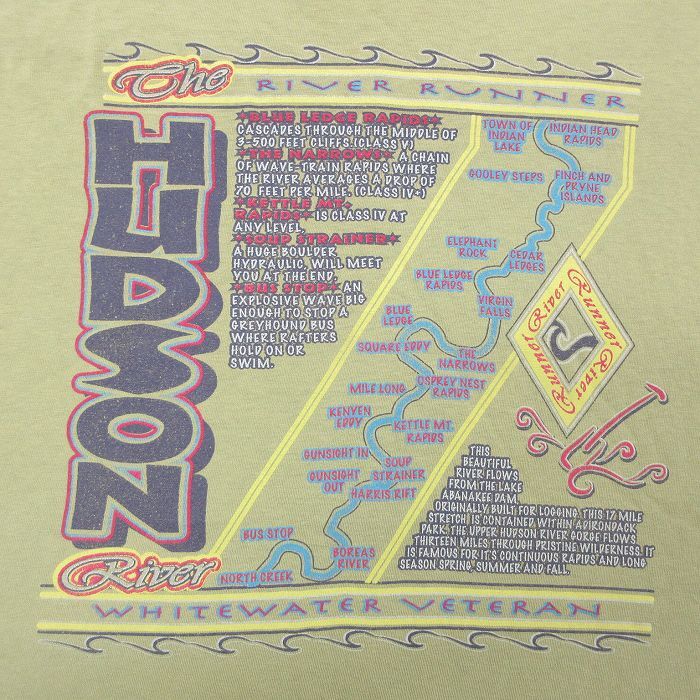 The
RIVER RUNNER
HUDSON
River
*BLUE LEDGE RAPIDS*
CASCADES THROUGH THE MIDDLE OF
3-500 FEET CLIFFS. (CLASS V)
*THE NARROWS* A CHAIN
OF WAVE-TRAIN RAPIDS WHERE
THE RIVER AVERAGES A DROP OF
70 FEET PER MILE. (CLASS IV+)
*KETTLE MT.
RAPIDS* IS CLASS IV AT
ANY LEVEL.
*SOUP STRAINER*
A HUGE BOULDER
HYDRAULIC, WILL MEET
YOU AT THE END.
*BUS STOP* AN
EXPLOSIVE WAVE BIG
ENOUGH TO STOP A
GREYHOUND BUS
WHERE RAFTERS
HOLD ON OR
SWIM.
TOWN OF
INDIAN
LAKE
INDIAN HEAD
RAPIDS
GOOLEY STEPS
FINCH AND
PRYNE
ISLANDS
ELEPHANT
ROCK
CEDAR
LEDGES
BLUE LEDGE
RAPIDS
VIRGIN
FALLS
BLUE
LEDGE
SQUARE EDDY
THE
NARROWS
MILE LONG
OSPREY NEST
RAPIDS
KENYEN
EDDY
KETTLE MT.
RAPIDS
GUNSIGHT IN
GUNSIGHT
OUT
SOUP
STRAINER
HARRIS RIFT
BUS STOP
BOREAS
RIVER
NORTH CREEK
River Runner River Runner
THIS
BEAUTIFUL
RIVER FLOWS
FROM THE LAKE
ABANAKEE DAM,
ORIGINALLY BUILT FOR LOGGING. THIS 17 MILE
STRETCH IS CONTAINED WITHIN ADIRONDACK
PARK. THE UPPER HUDSON RIVER GORGE FLOWS
THIRTEEN MILES THROUGH PRISTINE WILDERNESS. IT
IS FAMOUS FOR IT'S CONTINUOUS RAPIDS AND LONG
SEASON SPRING, SUMMER AND FALL.
WHITEWATER VETERAN